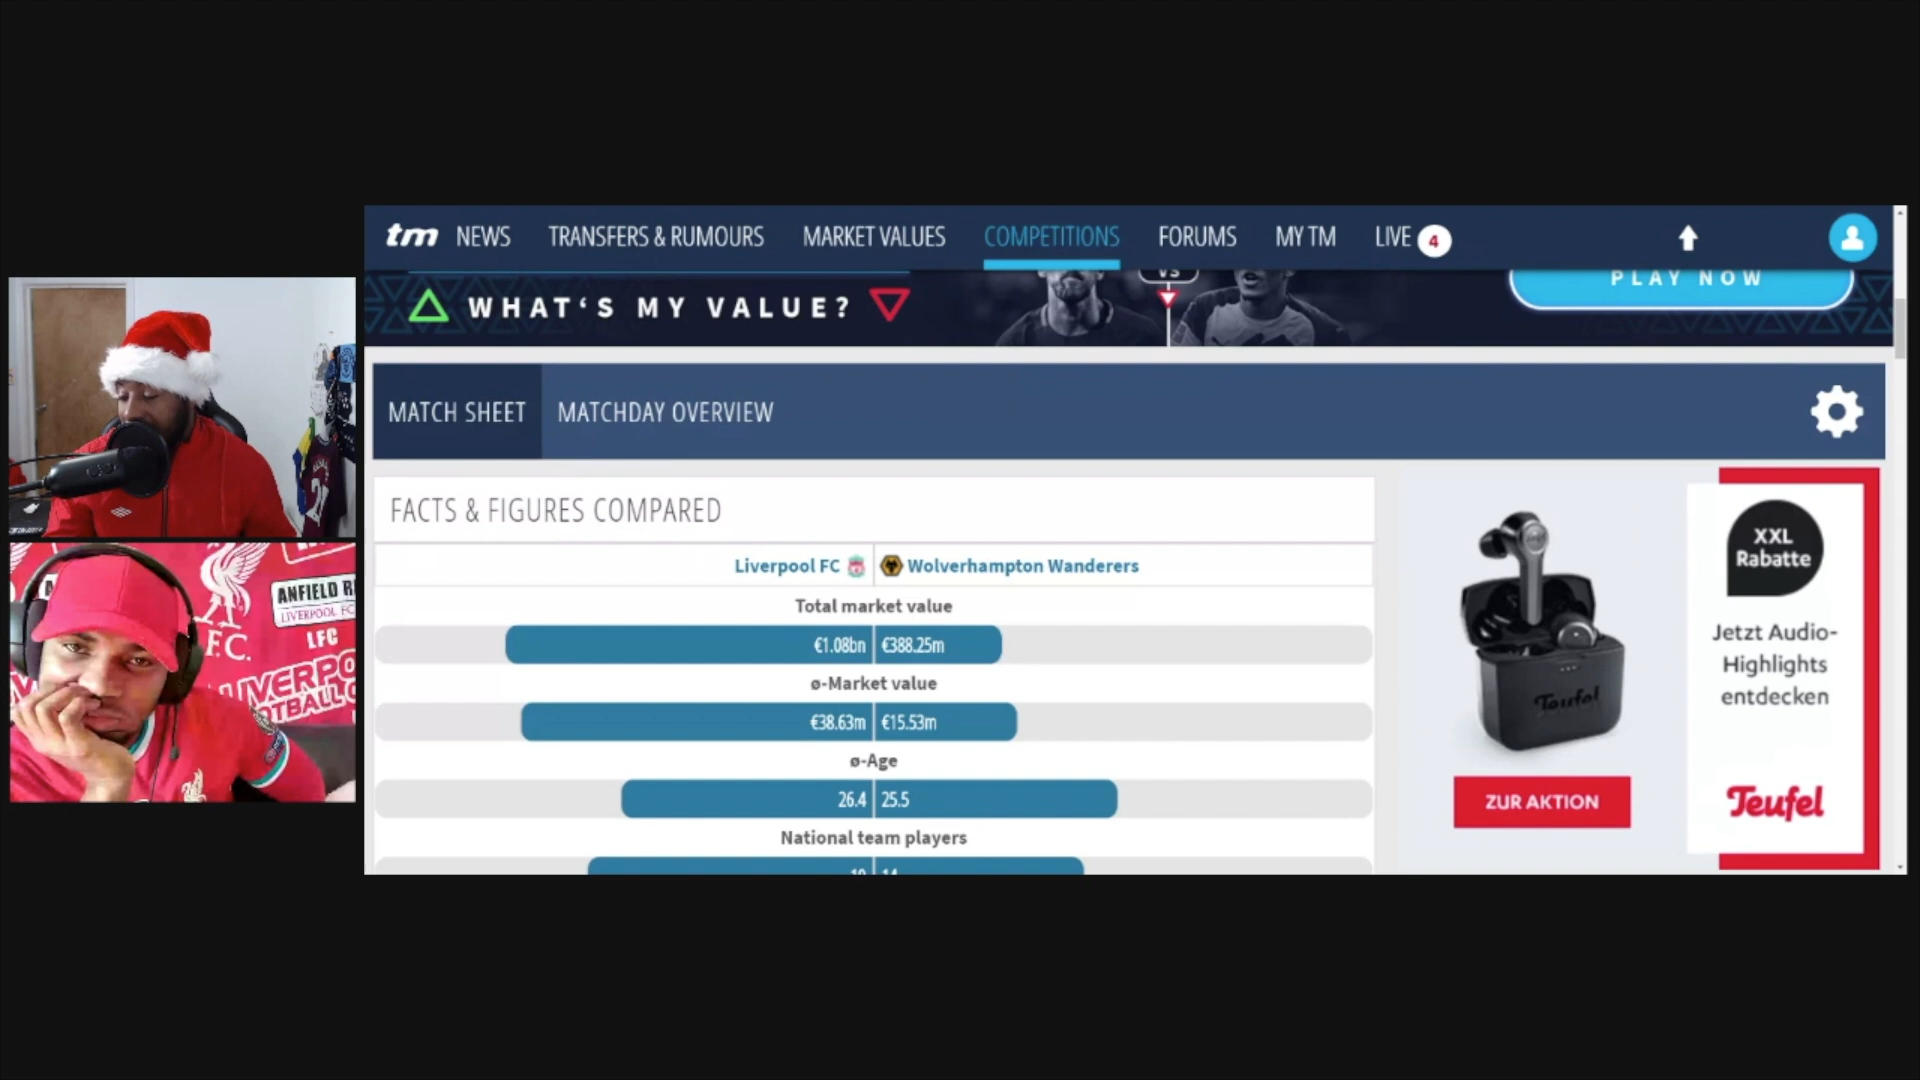 tm NEWS TRANSFERS & RUMOURS MARKET VALUES COMPETITIONS FORUMS MY TM LIVE 4
WHAT‘S MY VALUE?
VS
PLAY NOW
MATCH SHEET MATCHDAY OVERVIEW
FACTS & FIGURES COMPARED
Liverpool FC Wolverhampton Wanderers
Total market value
€1.08bn €388.25m
ø-Market value
€38.63m €15.53m
ø-Age
26.4 25.5
National team players
XXL
Rabatte
Jetzt Audio-
Highlights
entdecken
Teufel
ZUR AKTION
Teufel
ANFIELD R
LIVERPOOL FC
LFC
F.C.
IVERPO
OTBALL